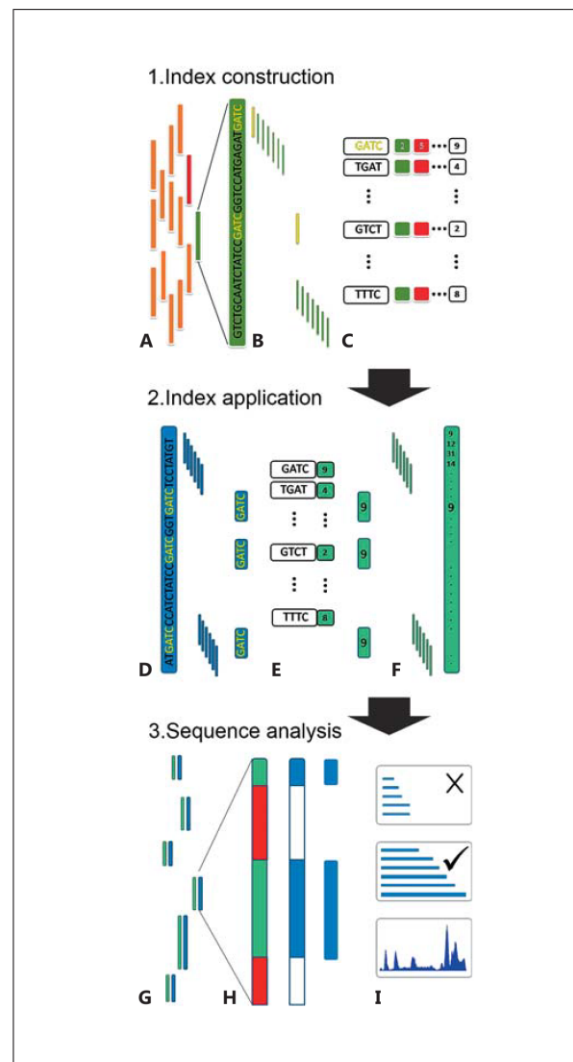 1.Index construction
GTCTGCAATCTATCCGATCGGTCCATGAGATGATC
GATC 2 5 ••• 9
TGAT ••• 4
GTCT ••• 2
TTTC ••• 8
A B C
2.Index application
ATGATCCCATCTATCCGATCGGTGATCTCCTATGT
GATC
GATC
GATC
GATC 9
TGAT 4
GTCT 2
TTTC 8
9
9
9
9
12
11
14
9
D E F
3.Sequence analysis
G H I